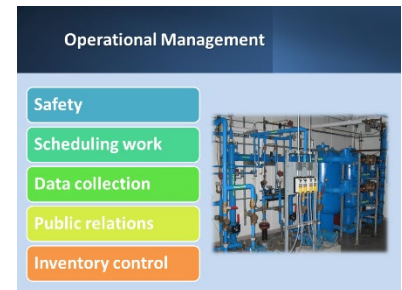 Operational Management
Safety
Scheduling work
Data collection
Public relations
Inventory control